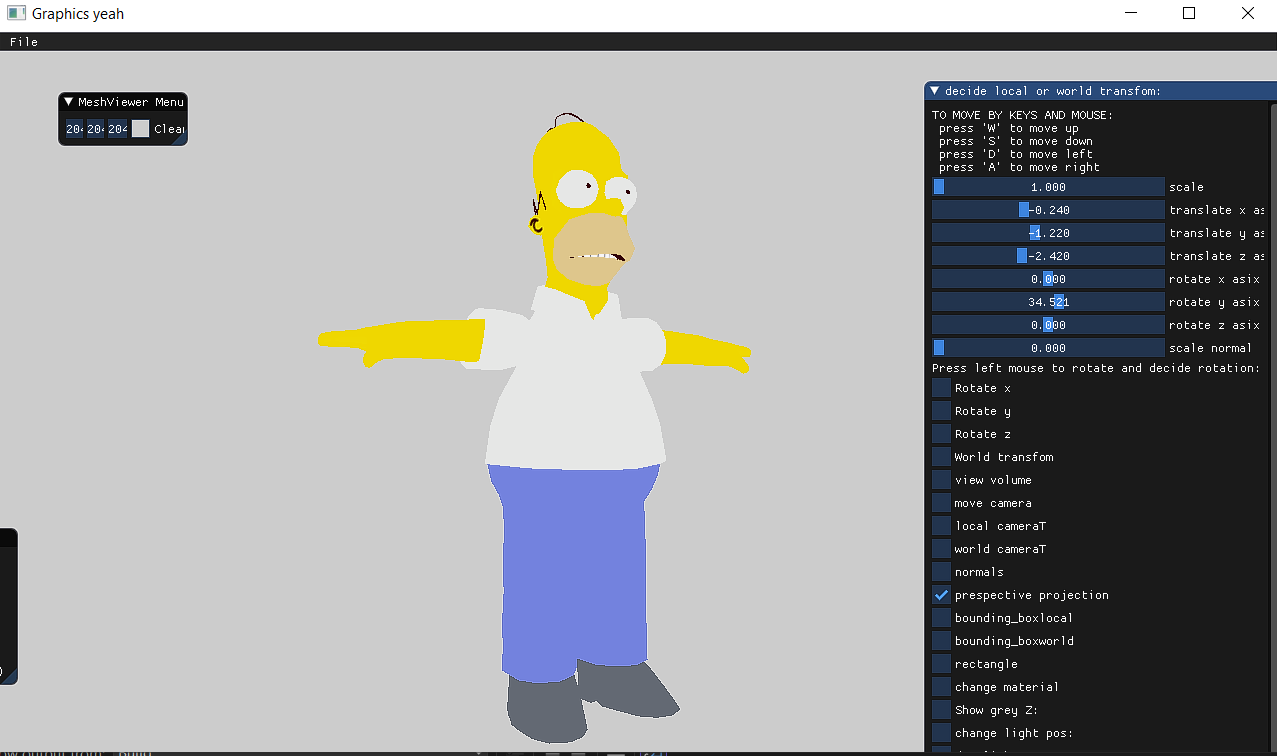 Graphics yeah
File
MeshViewer Menu
204 204 204 Clear
decide local or world transfom:
TO MOVE BY KEYS AND MOUSE:
press 'W' to move up
press 'S' to move down
press 'D' to move left
press 'A' to move right
1.000 scale
-0.240 translate x as
-1.220 translate y as
-2.420 translate z as
0.000 rotate x asix
34.521 rotate y asix
0.000 rotate z asix
0.000 scale normal
Press left mouse to rotate and decide rotation:
Rotate x
Rotate y
Rotate z
World transfom
view volume
move camera
local cameraT
world cameraT
normals
prespective projection
bounding_boxlocal
bounding_boxworld
rectangle
change material
Show grey Z:
change light pos: